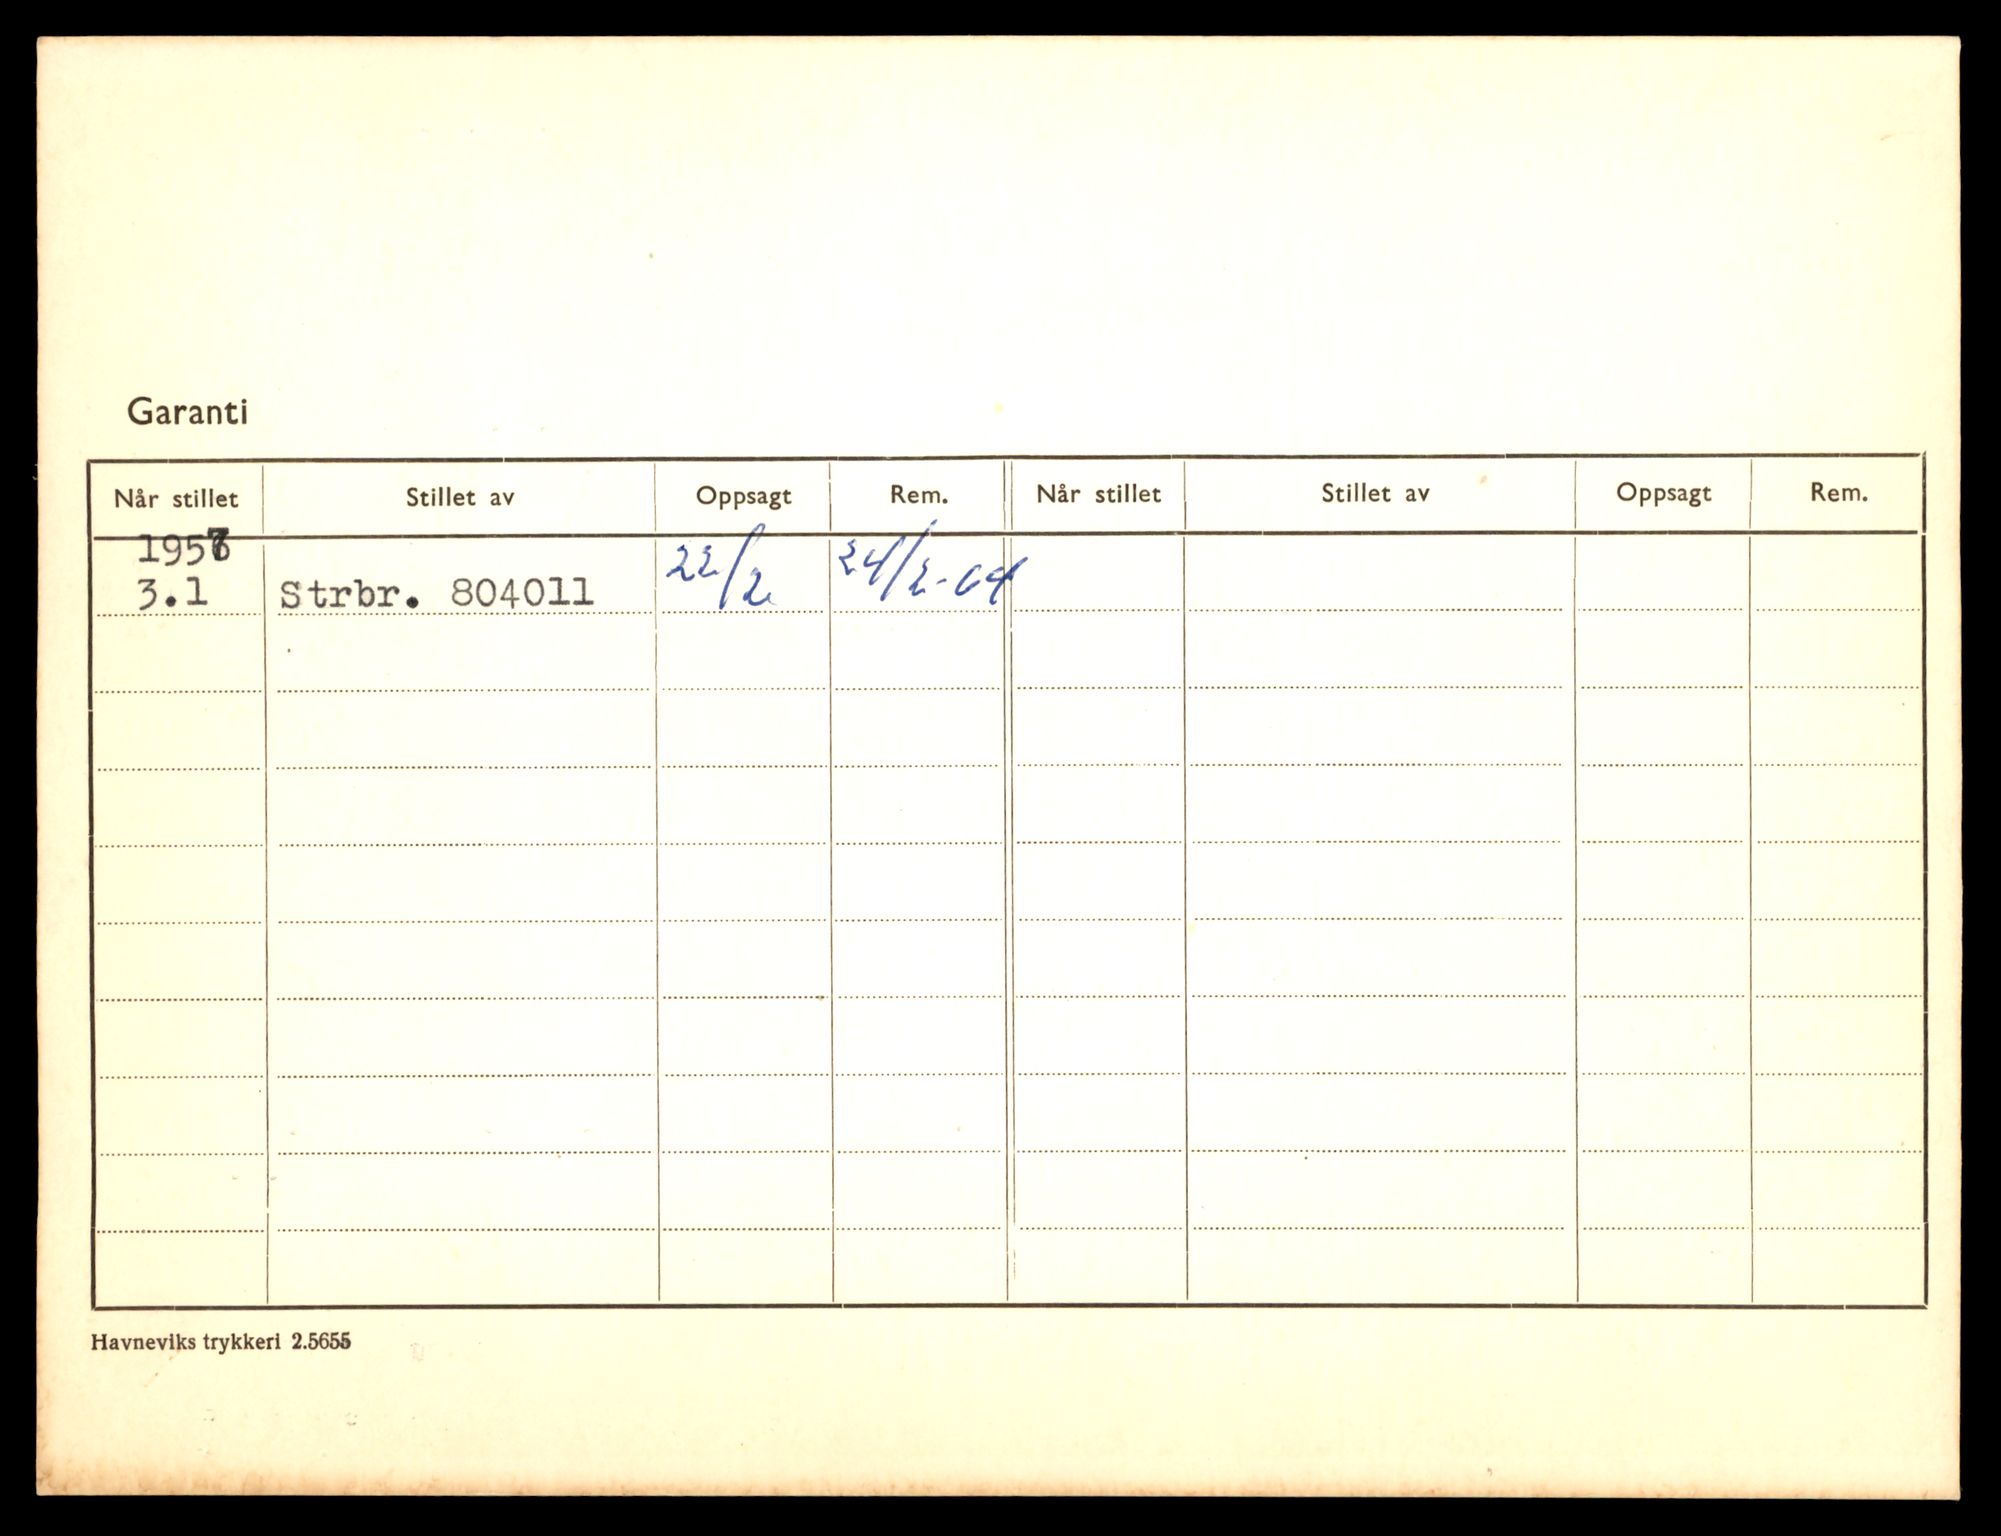 Garanti
Når stillet Stillet av Oppsagt Rem. Når stillet Stillet av Oppsagt Rem.
1957
3.1 Strbr. 804011 22/2 24/2-64
Havneviks trykkeri 2.5655